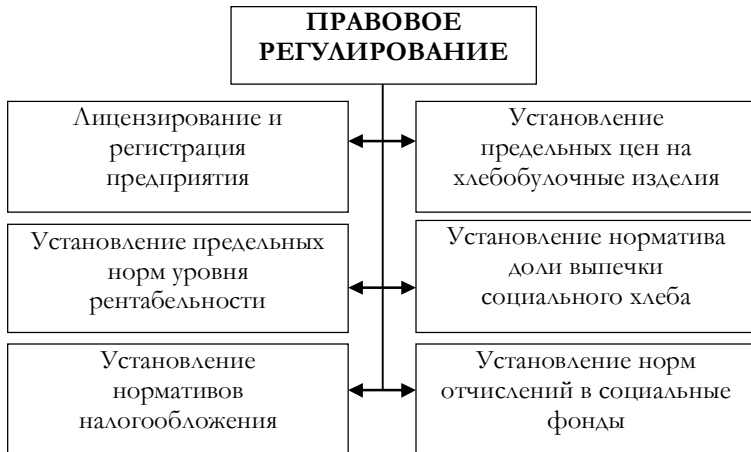 ПРАВОВОЕ
РЕГУЛИРОВАНИЕ
Лицензирование и
регистрация
предприятия
Установление
предельных цен на
хлебобулочные изделия
Установление предельных
норм уровня
рентабельности
Установление норматива
доли выпечки
социального хлеба
Установление
нормативов
налогообложения
Установление норм
отчислений в социальные
фонды